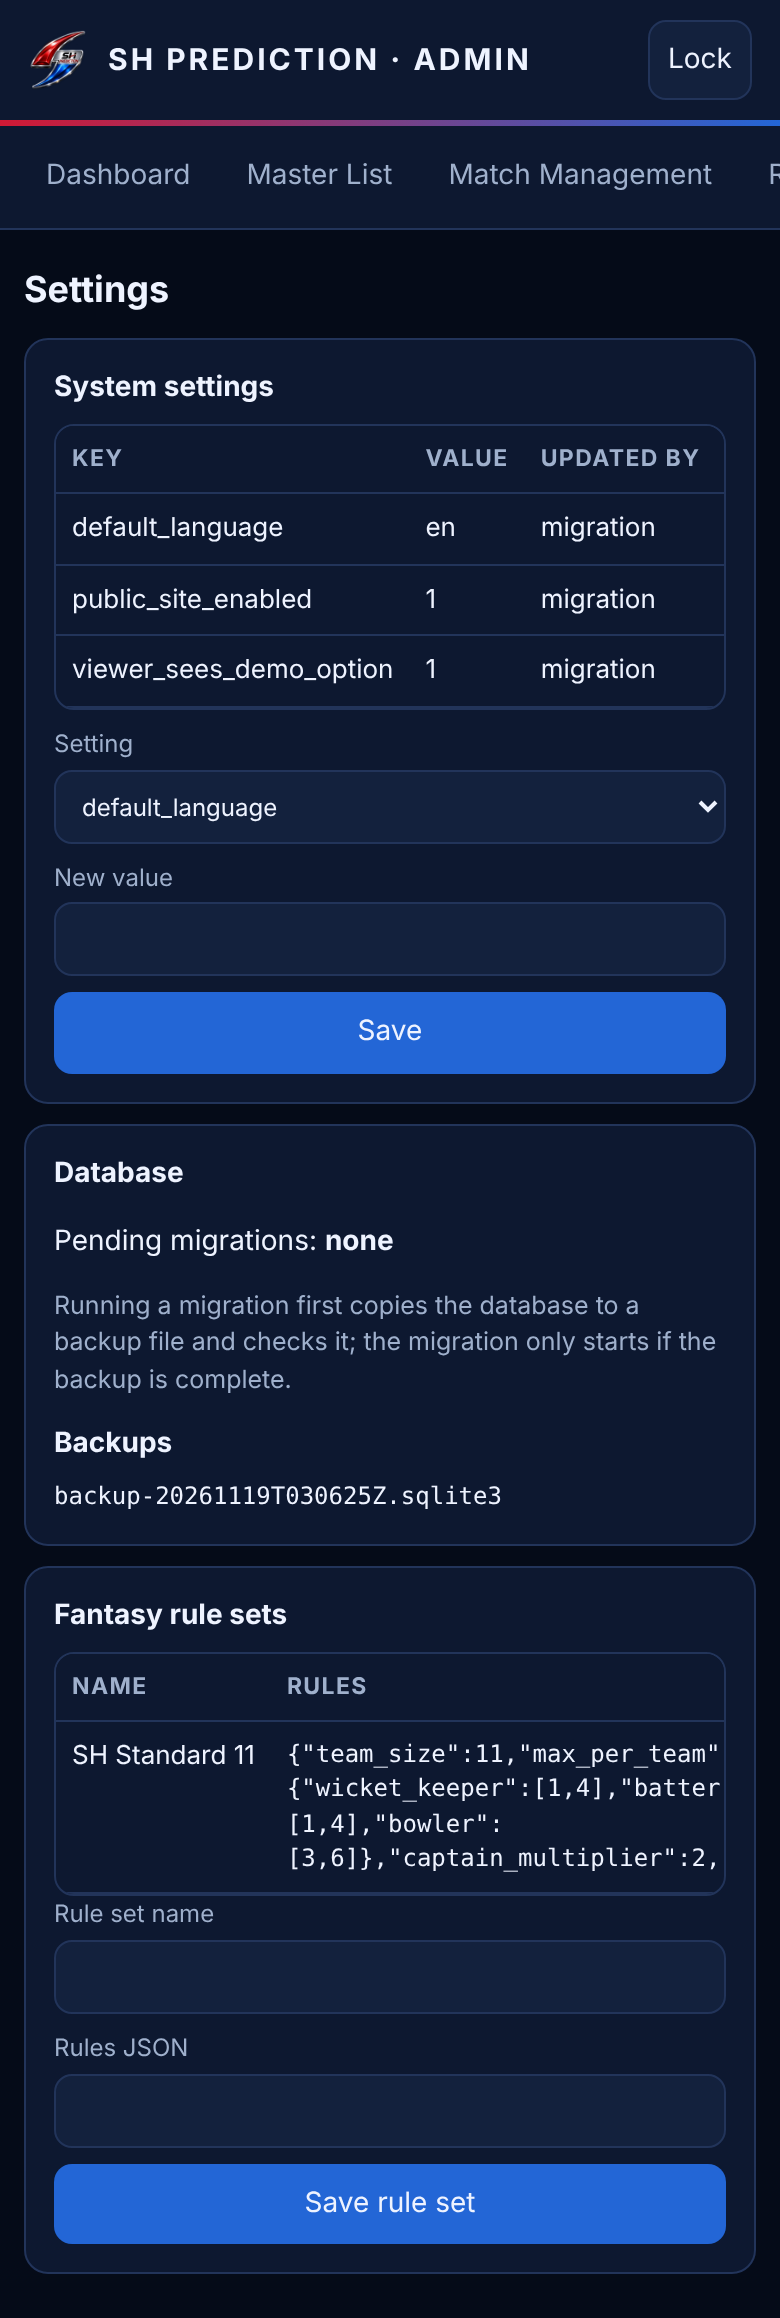 SH
SH PREDICTION · ADMIN
Lock
Dashboard Master List Match Management R
Settings
System settings
KEY VALUE UPDATED BY
default_language en migration
public_site_enabled 1 migration
viewer_sees_demo_option 1 migration
Setting
default_language
New value
Save
Database
Pending migrations: none
Running a migration first copies the database to a
backup file and checks it; the migration only starts if the
backup is complete.
Backups
backup-20261119T030625Z.sqlite3
Fantasy rule sets
NAME RULES
SH Standard 11 {"team_size":11,"max_per_team"
{"wicket_keeper":[1,4],"batter
[1,4],"bowler":
[3,6]},"captain_multiplier":2,
Rule set name
Rules JSON
Save rule set